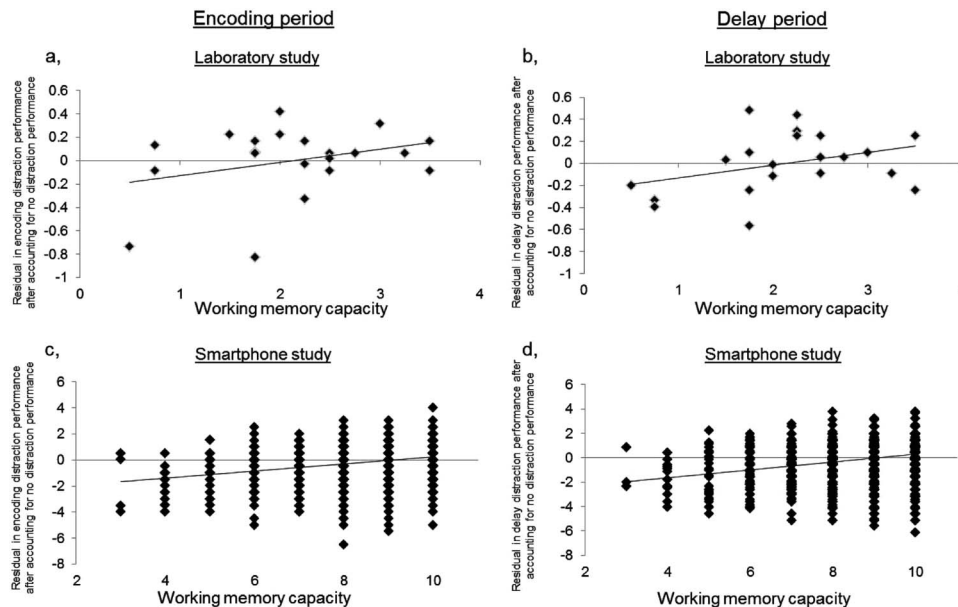 Encoding period
Delay period
a,
Laboratory study
Residual in encoding distraction performance
after accounting for no distraction performance
0.6
0.4
0.2
0
-0.2
-0.4
-0.6
-0.8
-1
0
1
2
3
4
Working memory capacity
b,
Laboratory study
Residual in delay distraction performance after
accounting for no distraction performance
0.6
0.4
0.2
0
-0.2
-0.4
-0.6
-0.8
-1
0
1
2
3
Working memory capacity
c,
Smartphone study
Residual in encoding distraction performance
after accounting for no distraction performance
6
4
2
0
-2
-4
-6
-8
2
4
6
8
10
Working memory capacity
d,
Smartphone study
Residual in delay distraction performance after
accounting for no distraction performance
6
4
2
0
-2
-4
-6
-8
2
4
6
8
10
Working memory capacity